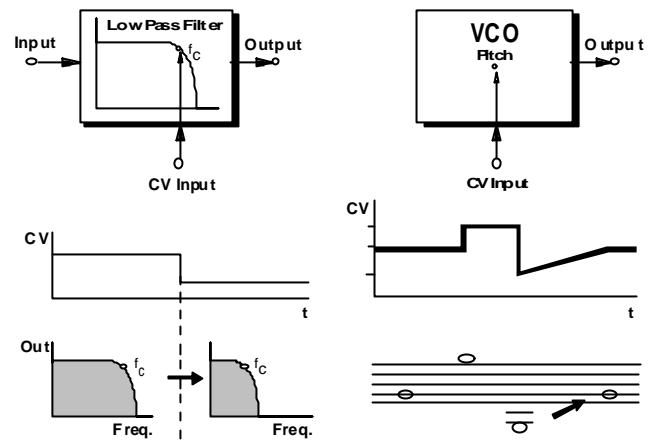 Low Pass Filter
Input
fC
Output
CV Input
VCO
Pitch
Output
CV Input
CV
t
Out
fC
fC
Freq.
Freq.
CV
t